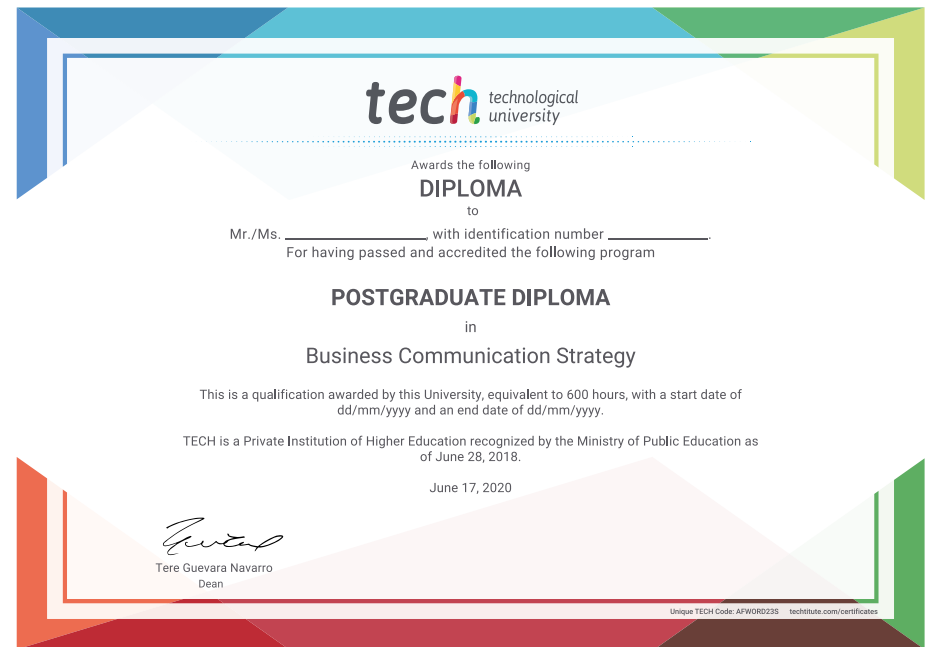 tech technological
university
Awards the following
DIPLOMA
to
Mr./Ms. ____________________, with identification number ______________.
For having passed and accredited the following program
POSTGRADUATE DIPLOMA
in
Business Communication Strategy
This is a qualification awarded by this University, equivalent to 600 hours, with a start date of
dd/mm/yyyy and an end date of dd/mm/yyyy.
TECH is a Private Institution of Higher Education recognized by the Ministry of Public Education as
of June 28, 2018.
June 17, 2020
Tere Guevara Navarro
Dean
Unique TECH Code: AFWORD23S techtitute.com/certificates